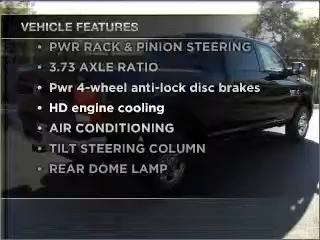 VEHICLE FEATURES
• PWR RACK & PINION STEERING
• 3.73 AXLE RATIO
• Pwr 4-wheel anti-lock disc brakes
• HD engine cooling
• AIR CONDITIONING
• TILT STEERING COLUMN
• REAR DOME LAMP